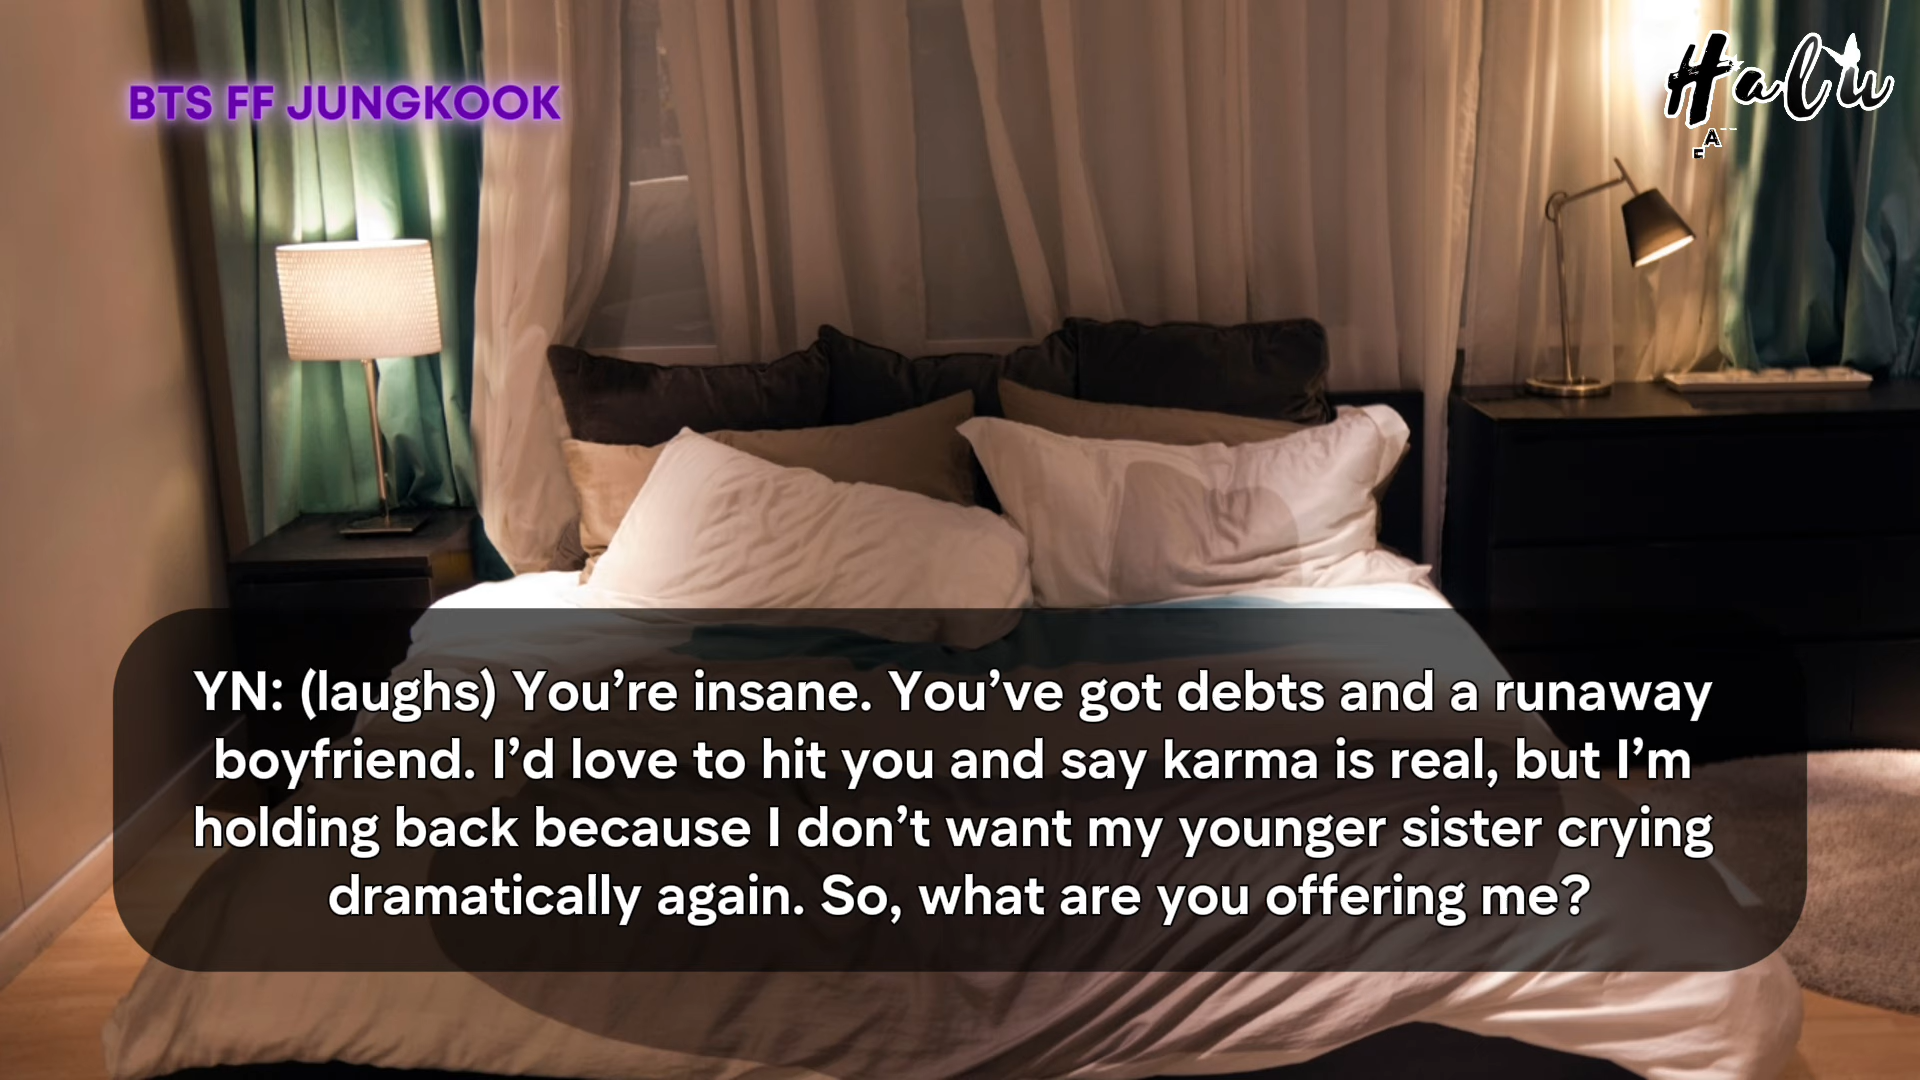 BTS FF JUNGKOOK
Halu
A
E
YN: (laughs) You’re insane. You’ve got debts and a runaway
boyfriend. I’d love to hit you and say karma is real, but I’m
holding back because I don’t want my younger sister crying
dramatically again. So, what are you offering me?